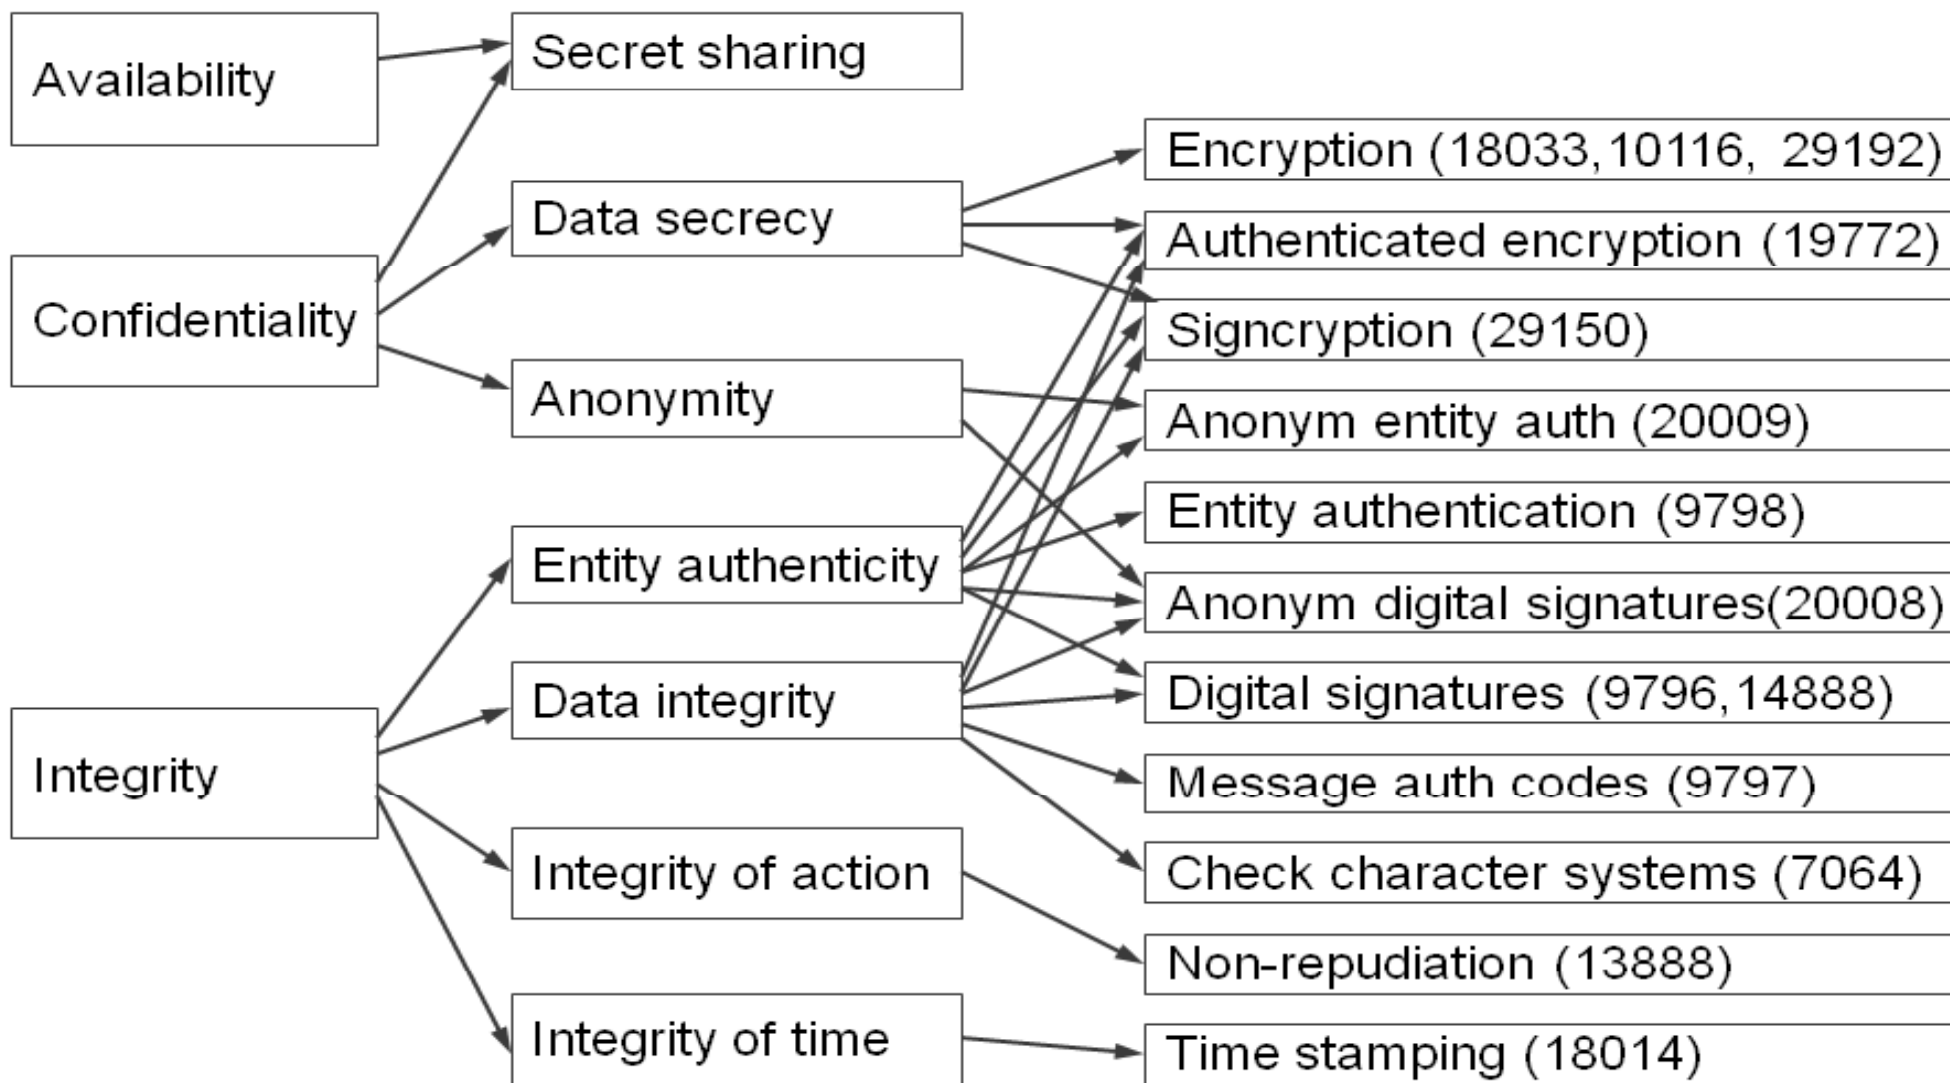 Availability
Confidentiality
Integrity
Secret sharing
Data secrecy
Anonymity
Entity authenticity
Data integrity
Integrity of action
Integrity of time
Encryption (18033,10116, 29192)
Authenticated encryption (19772)
Signcryption (29150)
Anonym entity auth (20009)
Entity authentication (9798)
Anonym digital signatures(20008)
Digital signatures (9796,14888)
Message auth codes (9797)
Check character systems (7064)
Non-repudiation (13888)
Time stamping (18014)